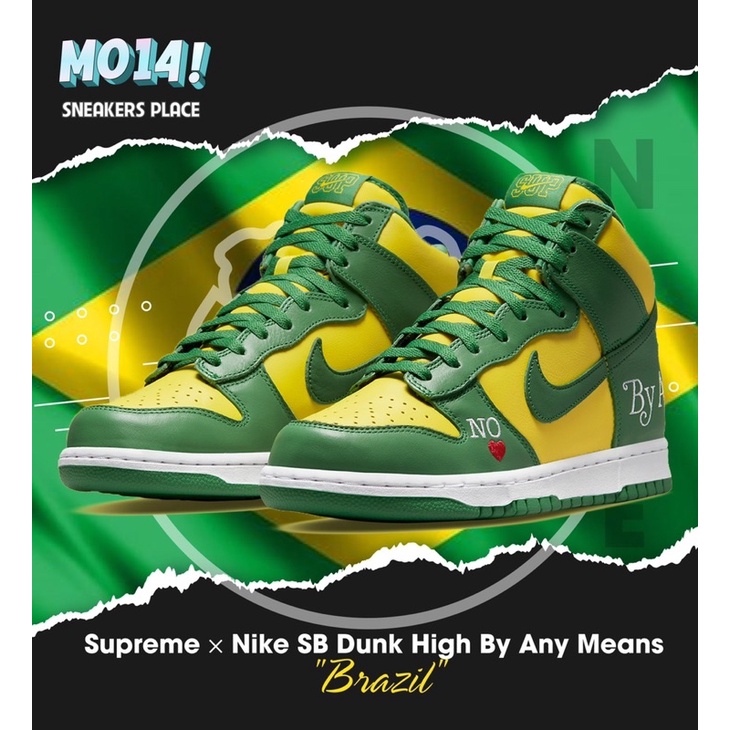 MO14!
SNEAKERS PLACE
N
NO
By A
E
Supreme × Nike SB Dunk High By Any Means
"Brazil"